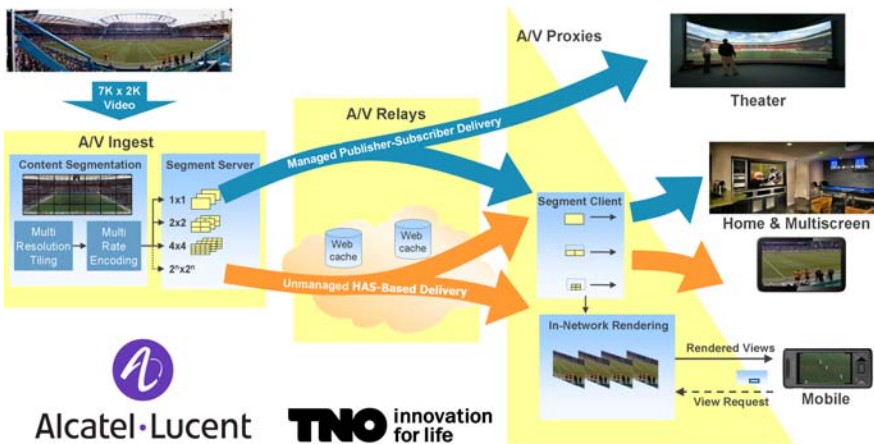 7K x 2K
Video
A/V Ingest
Content Segmentation
Multi
Resolution
Tiling
Multi
Rate
Encoding
Segment Server
1x1
2x2
4x4
2ⁿx2ⁿ
A/V Relays
Managed Publisher-Subscriber Delivery
Web
cache
Web
cache
Unmanaged HAS-Based Delivery
A/V Proxies
Segment Client
In-Network Rendering
Theater
Home & Multiscreen
Rendered Views
View Request
Mobile
Alcatel·Lucent
TNO innovation
for life